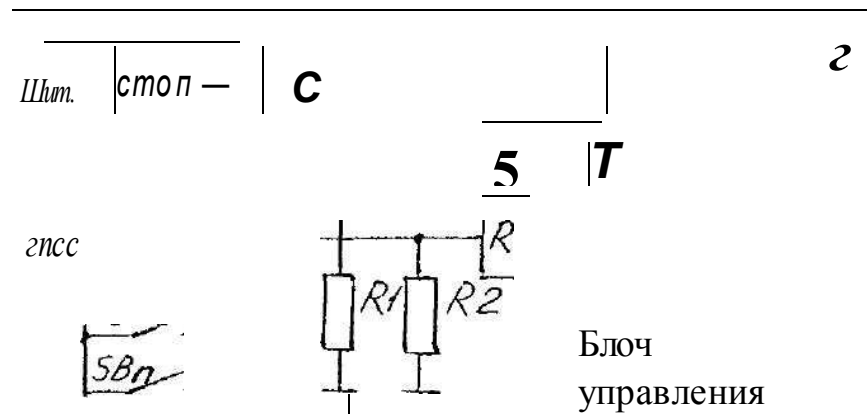 Шит. стоп — С г
5 Т
гпсс R
R1 R2
SBп
Блоч
управления